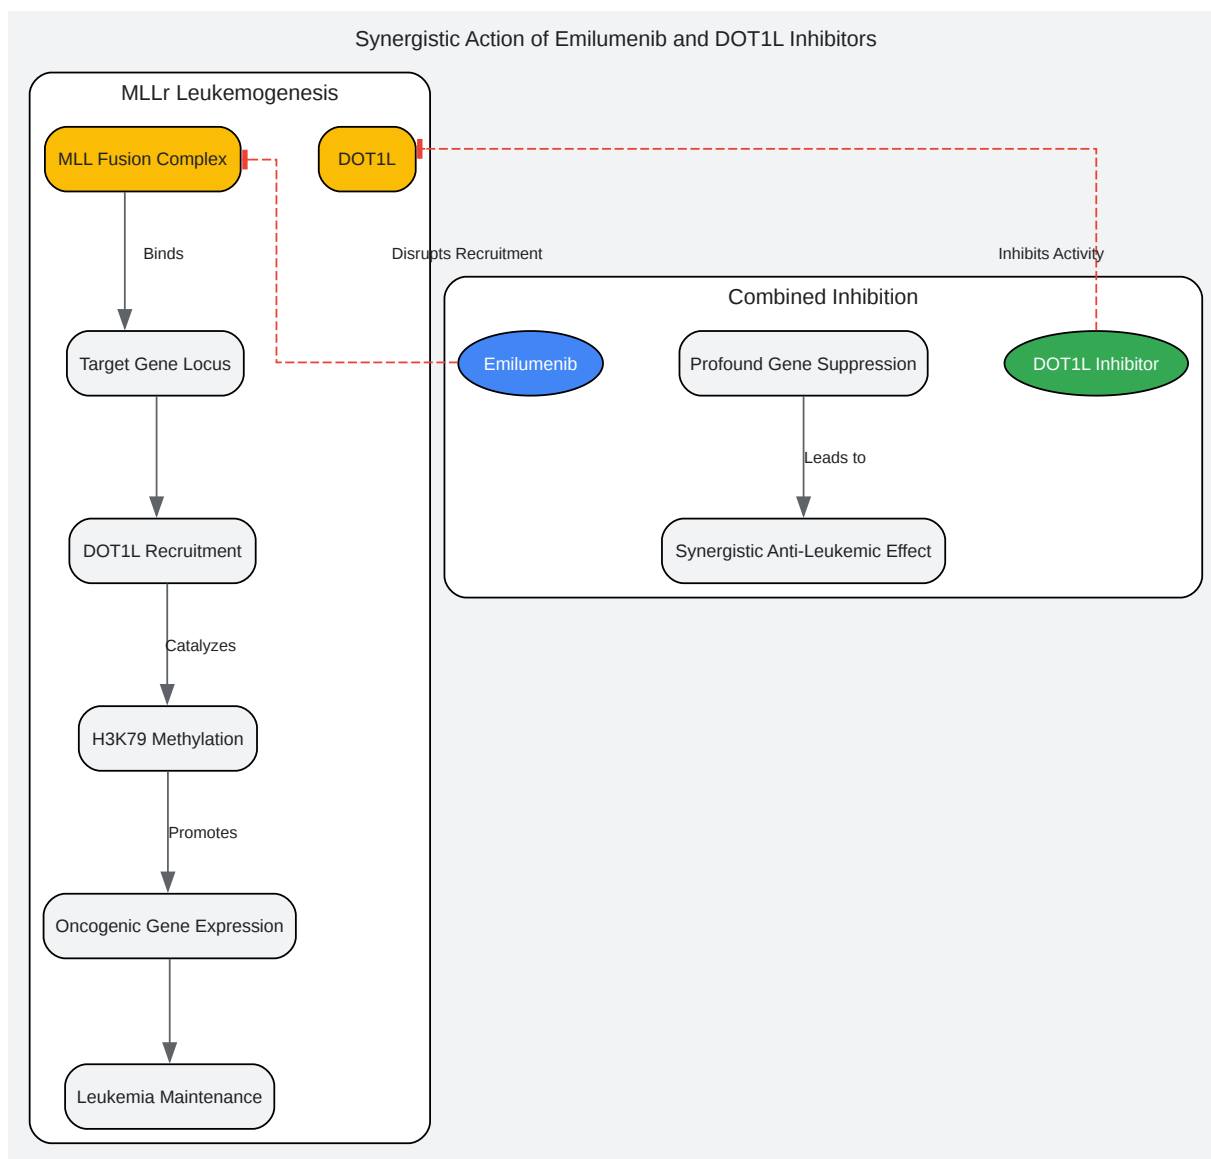 Synergistic Action of Emilumenib and DOT1L Inhibitors
MLLr Leukemogenesis
MLL Fusion Complex
DOT1L
Binds
Disrupts Recruitment
Inhibits Activity
Combined Inhibition
Target Gene Locus
Emilumenib
Profound Gene Suppression
DOT1L Inhibitor
Leads to
DOT1L Recruitment
Synergistic Anti-Leukemic Effect
Catalyzes
H3K79 Methylation
Promotes
Oncogenic Gene Expression
Leukemia Maintenance